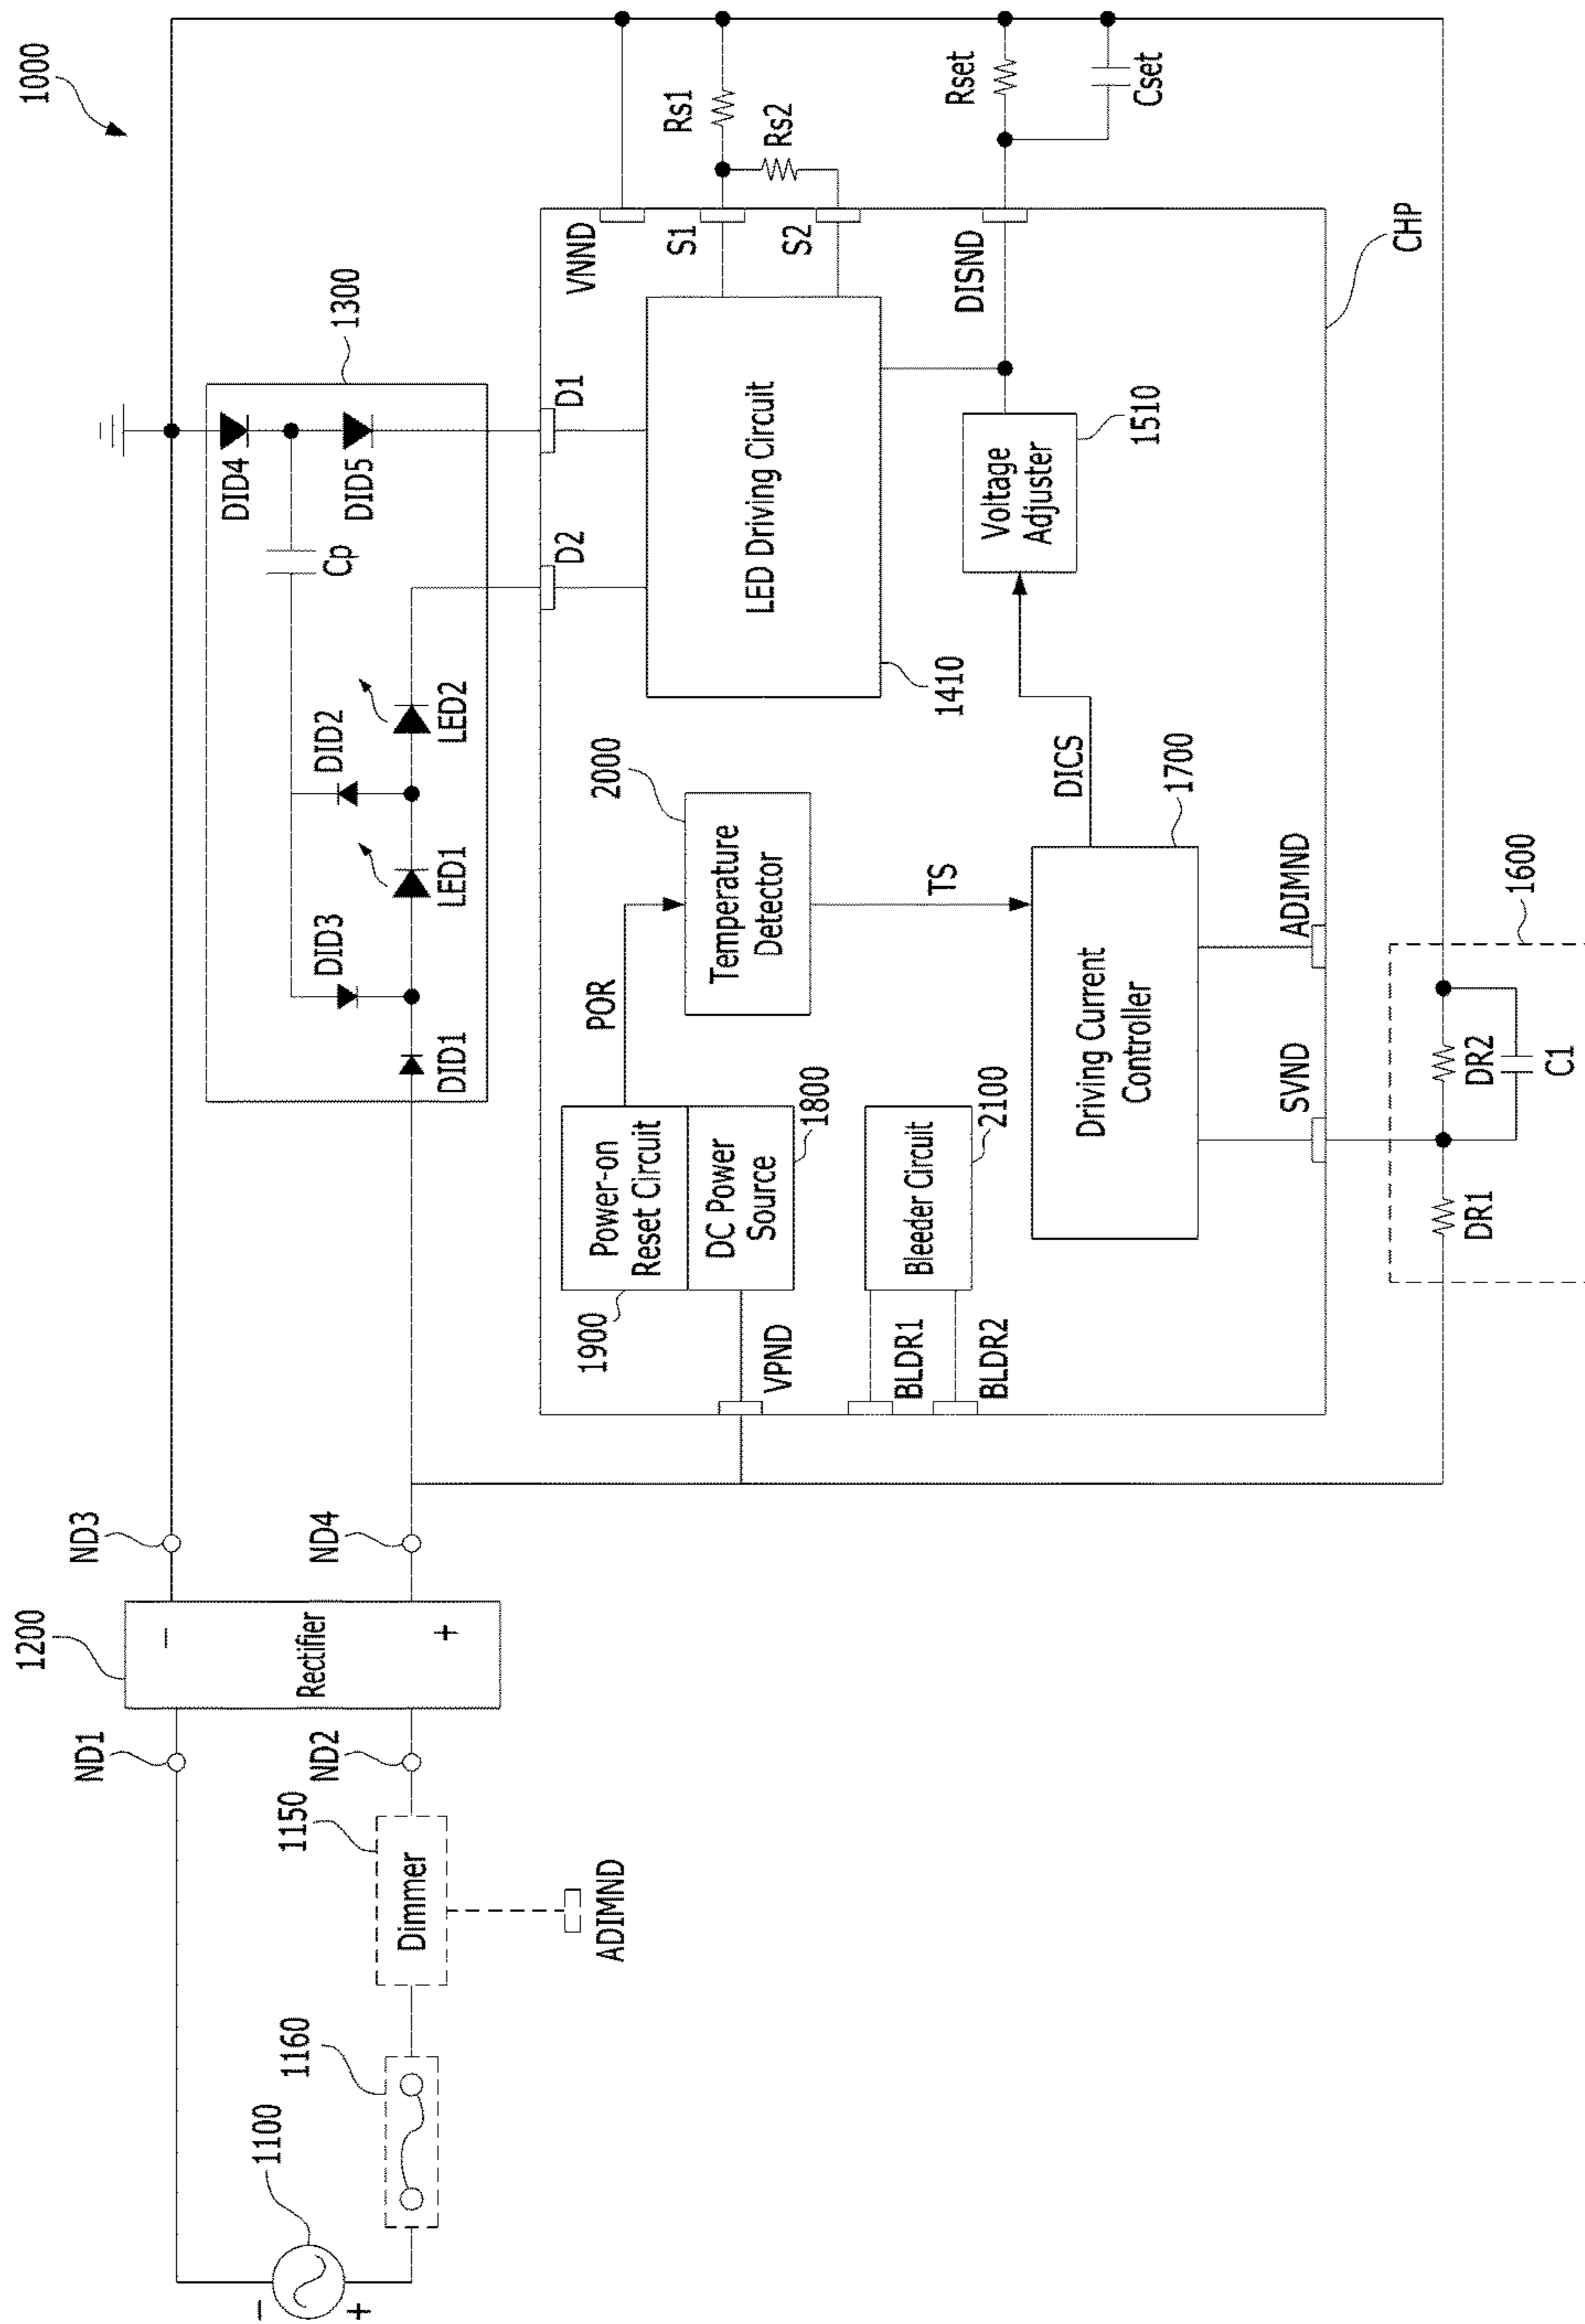 1000
1100
−
+
1160
1150
Dimmer
ADIMND
ND1
ND2
1200
−
Rectifier
+
ND3
ND4
1300
DID1
DID3
LED1
DID2
LED2
Cp
DID4
DID5
D2
D1
VNND
S1
S2
DISND
Rs1
Rs2
Rset
Cset
CHP
1900
Power-on
Reset Circuit
DC Power
Source
1800
VPND
POR
2000
Temperature
Detector
TS
LED Driving Circuit
1410
BLDR1
BLDR2
Bleeder Circuit
2100
Driving Current
Controller
1700
DICS
Voltage
Adjuster
1510
SVND
ADIMND
1600
DR1
DR2
C1